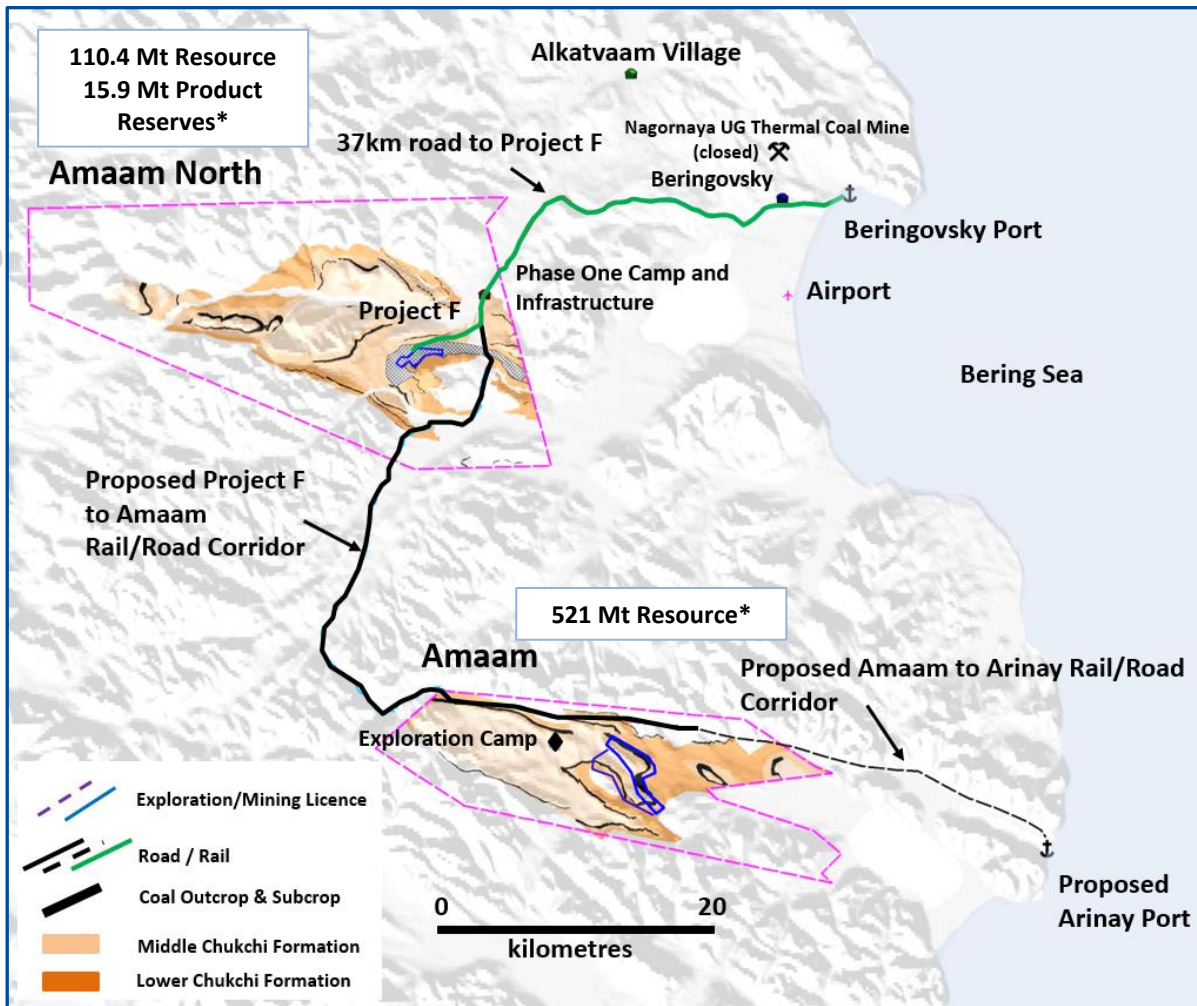 110.4 Mt Resource
15.9 Mt Product
Reserves*
Alkatvaam Village
Nagornaya UG Thermal Coal Mine
(closed)
37km road to Project F
Beringovsky
Amaam North
Beringovsky Port
Phase One Camp and
Infrastructure
Airport
Project F
Bering Sea
Proposed Project F
to Amaam
Rail/Road Corridor
521 Mt Resource*
Amaam
Proposed Amaam to Arinay Rail/Road
Corridor
Exploration Camp
Exploration/Mining Licence
Road / Rail
Coal Outcrop & Subcrop
Middle Chukchi Formation
Lower Chukchi Formation
0 20
kilometres
Proposed
Arinay Port